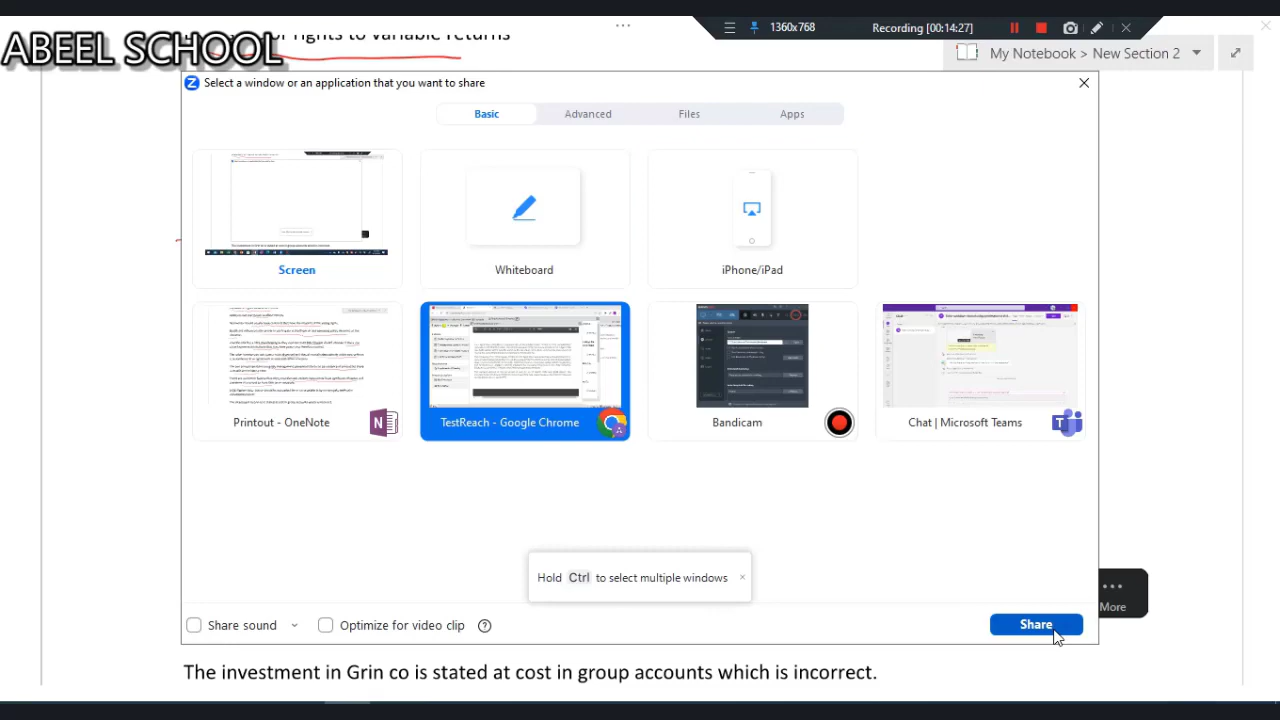 rights to variable returns
ABEEL SCHOOL
1360x768
Recording [00:14:27]
My Notebook > New Section 2
Select a window or an application that you want to share
Basic
Advanced
Files
Apps
Screen
Whiteboard
iPhone/iPad
Printout - OneNote
TestReach - Google Chrome
Bandicam
Chat | Microsoft Teams
Hold Ctrl to select multiple windows
More
Share sound
Optimize for video clip
Share
The investment in Grin co is stated at cost in group accounts which is incorrect.